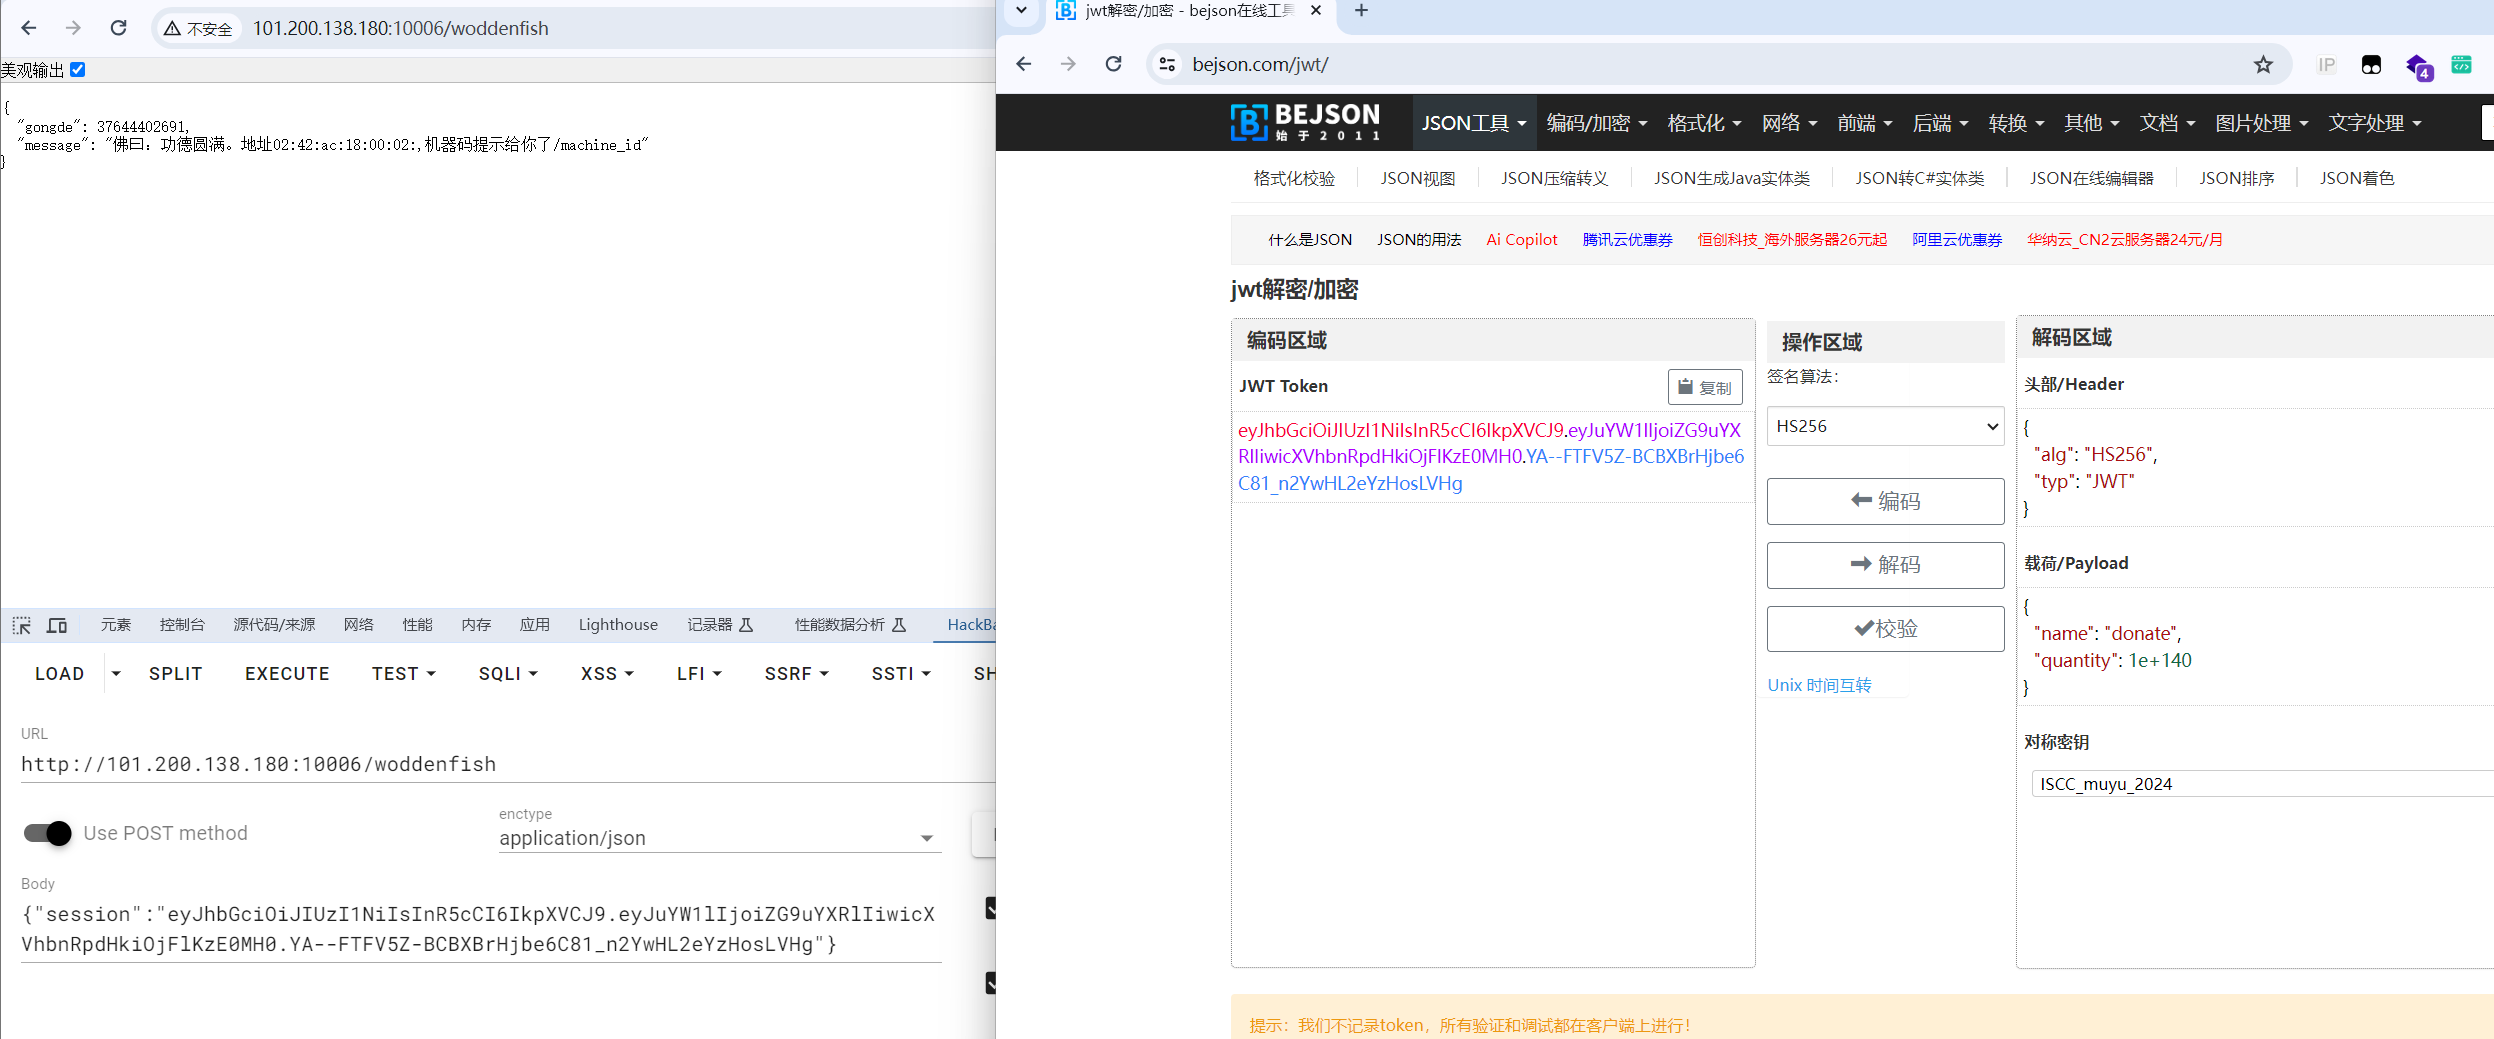 不安全 101.200.138.180:10006/woddenfish
美观输出
{
"gongde": 37644402691,
"message": "佛曰：功德圆满。地址02:42:ac:18:00:02:,机器码提示给你了/machine_id"
}
元素 控制台 源代码/来源 网络 性能 内存 应用 Lighthouse 记录器 性能数据分析 HackBa
LOAD SPLIT EXECUTE TEST SQLI XSS LFI SSRF SSTI SH
URL
http://101.200.138.180:10006/woddenfish
Use POST method
enctype
application/json
Body
{"session":"eyJhbGciOiJIUzI1NiIsInR5cCI6IkpXVCJ9.eyJuYW1lIjoiZG9uYXRlIiwicX
VhbnRpdHkiOjFlKzE0MH0.YA--FTFV5Z-BCBXBrHjbe6C81_n2YwHL2eYzHosLVHg"}
jwt解密/加密 - bejson在线工具
bejson.com/jwt/
IP
4
BEJSON
始于2011
JSON工具 编码/加密 格式化 网络 前端 后端 转换 其他 文档 图片处理 文字处理
格式化校验 JSON视图 JSON压缩转义 JSON生成Java实体类 JSON转C#实体类 JSON在线编辑器 JSON排序 JSON着色
什么是JSON JSON的用法 Ai Copilot 腾讯云优惠券 恒创科技_海外服务器26元起 阿里云优惠券 华纳云_CN2云服务器24元/月
jwt解密/加密
编码区域
JWT Token
复制
eyJhbGciOiJIUzI1NiIsInR5cCI6IkpXVCJ9.eyJuYW1lIjoiZG9uYX
RlIiwicXVhbnRpdHkiOjFlKzE0MH0.YA--FTFV5Z-BCBXBrHjbe6
C81_n2YwHL2eYzHosLVHg
操作区域
签名算法：
HS256
编码
解码
校验
Unix 时间互转
解码区域
头部/Header
{
"alg": "HS256",
"typ": "JWT"
}
载荷/Payload
{
"name": "donate",
"quantity": 1e+140
}
对称密钥
ISCC_muyu_2024
提示：我们不记录token，所有验证和调试都在客户端上进行！